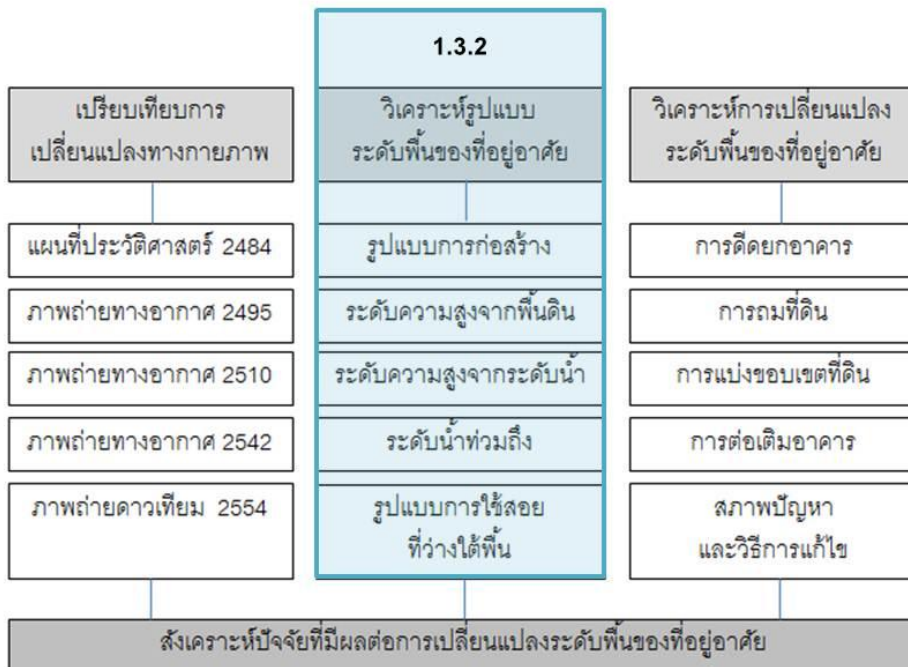 1.3.2
เปรียบเทียบการ
เปลี่ยนแปลงทางกายภาพ
แผนที่ประวัติศาสตร์ 2484
ภาพถ่ายทางอากาศ 2495
ภาพถ่ายทางอากาศ 2510
ภาพถ่ายทางอากาศ 2542
ภาพถ่ายดาวเทียม 2554
วิเคราะห์รูปแบบ
ระดับพื้นของที่อยู่อาศัย
รูปแบบการก่อสร้าง
ระดับความสูงจากพื้นดิน
ระดับความสูงจากระดับน้ำ
ระดับน้ำท่วมถึง
รูปแบบการใช้สอย
ที่ว่างใต้พื้น
วิเคราะห์การเปลี่ยนแปลง
ระดับพื้นของที่อยู่อาศัย
การดีดยกอาคาร
การถมที่ดิน
การแบ่งขอบเขตที่ดิน
การต่อเติมอาคาร
สภาพปัญหา
และวิธีการแก้ไข
สังเคราะห์ปัจจัยที่มีผลต่อการเปลี่ยนแปลงระดับพื้นของที่อยู่อาศัย